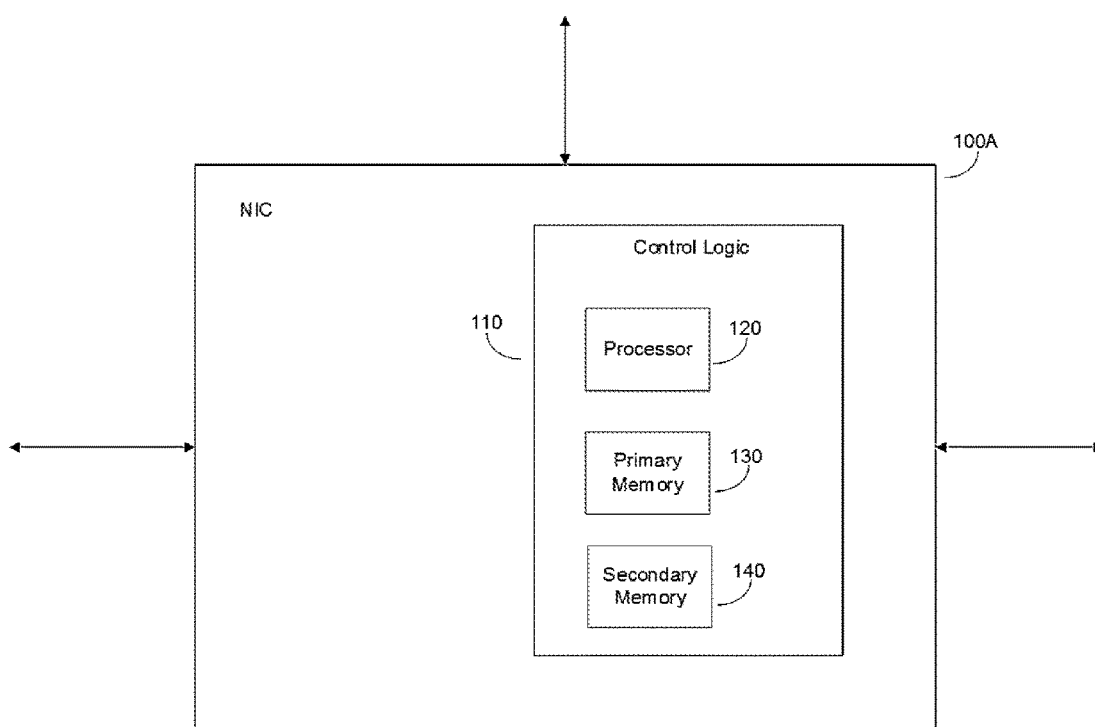 100A
NIC
Control Logic
110
Processor
120
Primary
Memory
130
Secondary
Memory
140